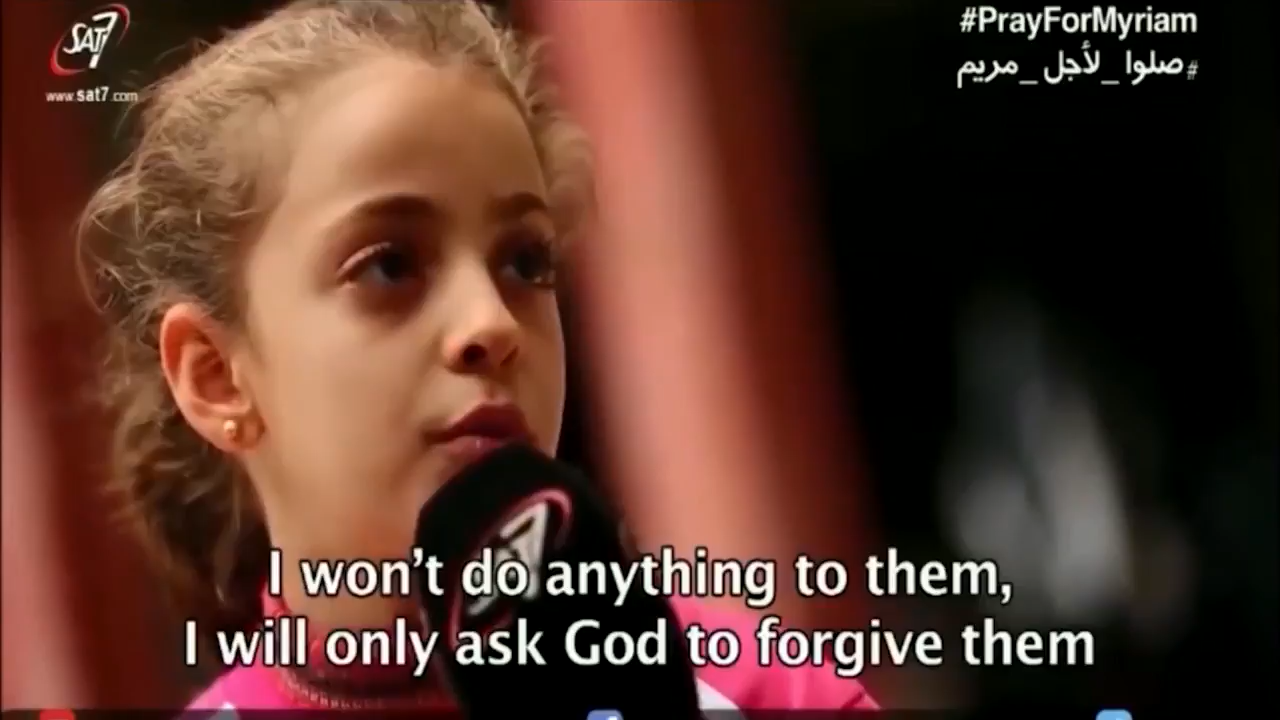 SAT7
www.sat7.com
#PrayForMyriam
#صلوا_لأجل_مريم
I won't do anything to them,
I will only ask God to forgive them